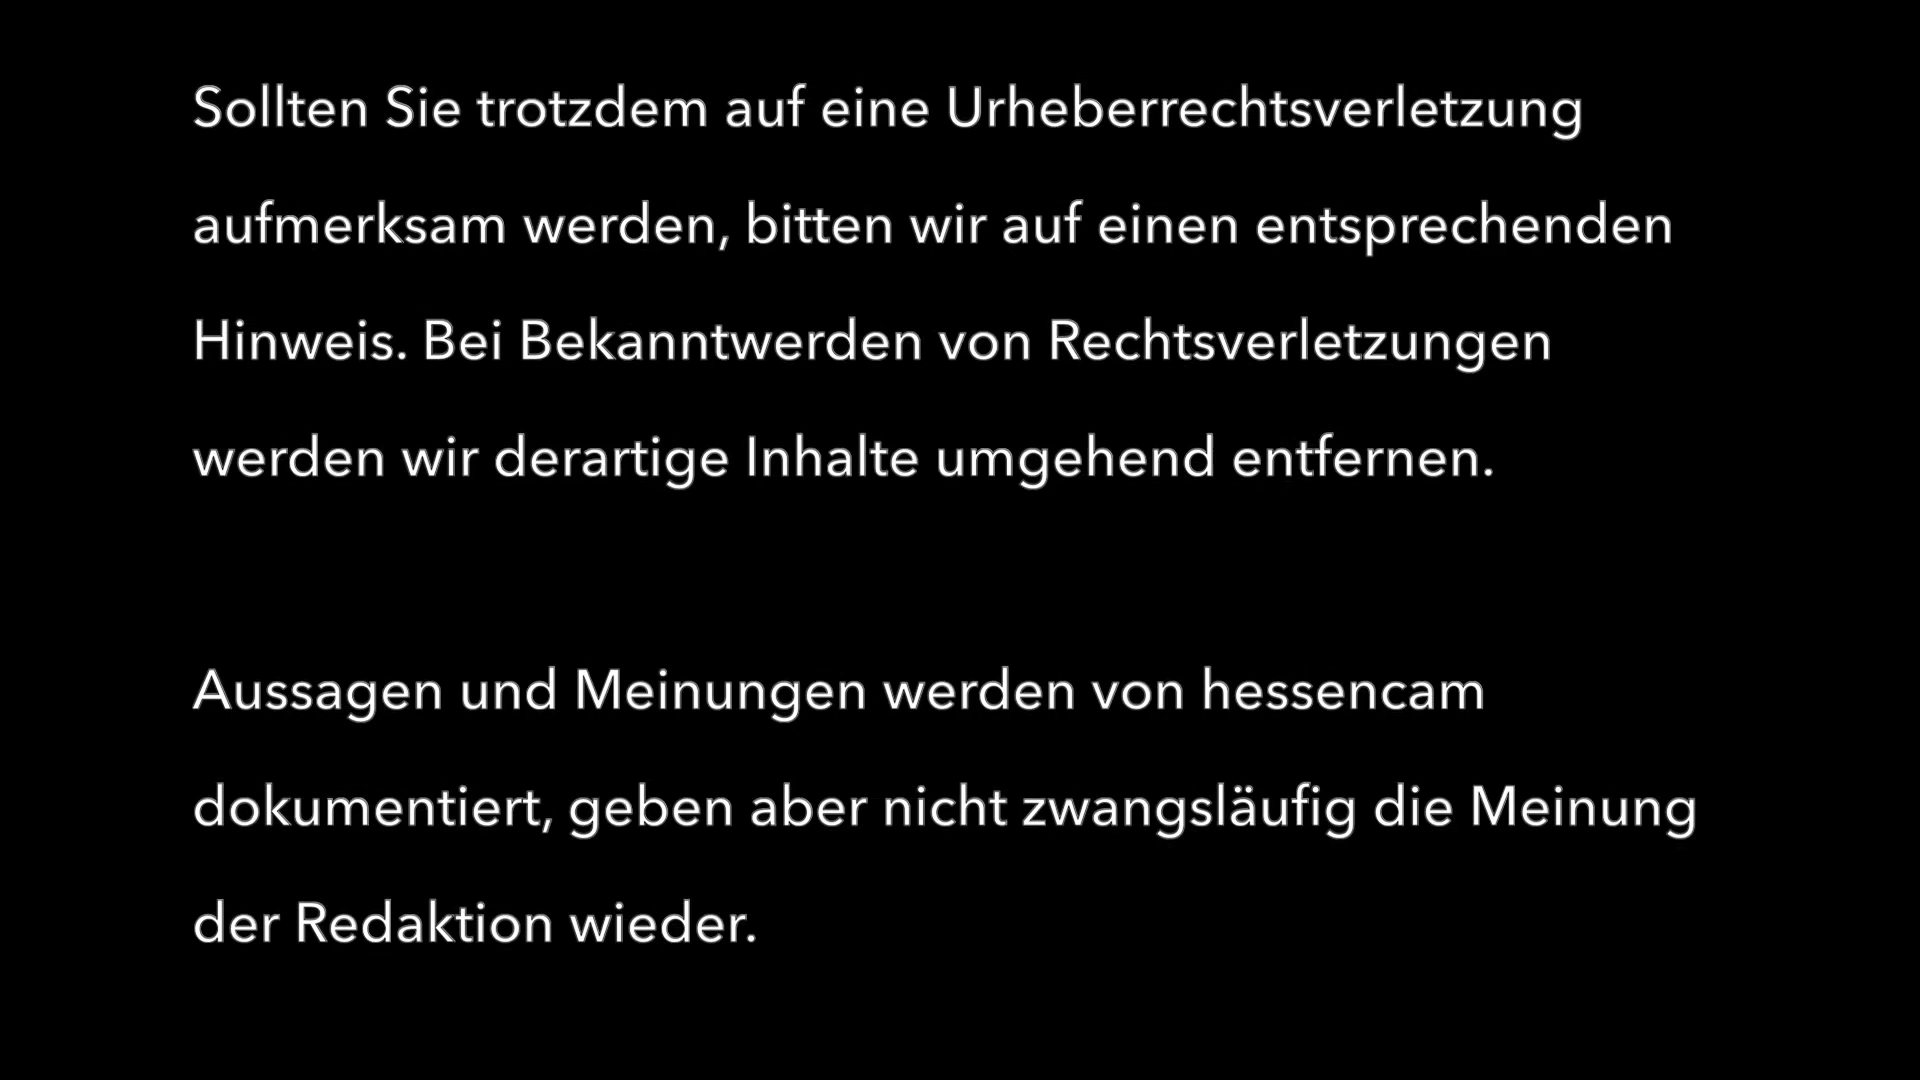 Sollten Sie trotzdem auf eine Urheberrechtsverletzung
aufmerksam werden, bitten wir auf einen entsprechenden
Hinweis. Bei Bekanntwerden von Rechtsverletzungen
werden wir derartige Inhalte umgehend entfernen.
Aussagen und Meinungen werden von hessencam
dokumentiert, geben aber nicht zwangsläufig die Meinung
der Redaktion wieder.